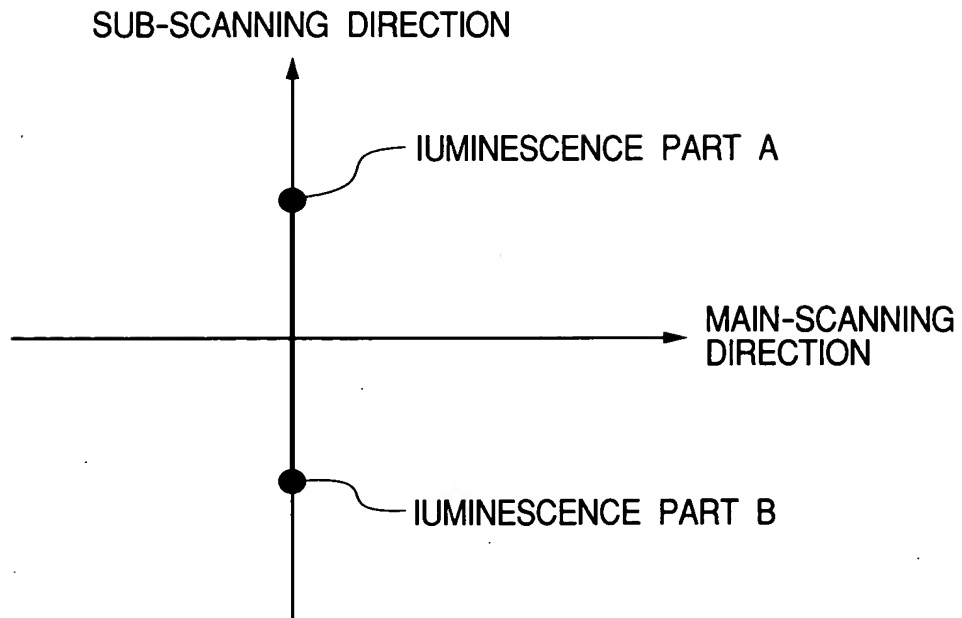 SUB-SCANNING DIRECTION
IUMINESCENCE PART A
MAIN-SCANNING
DIRECTION
IUMINESCENCE PART B